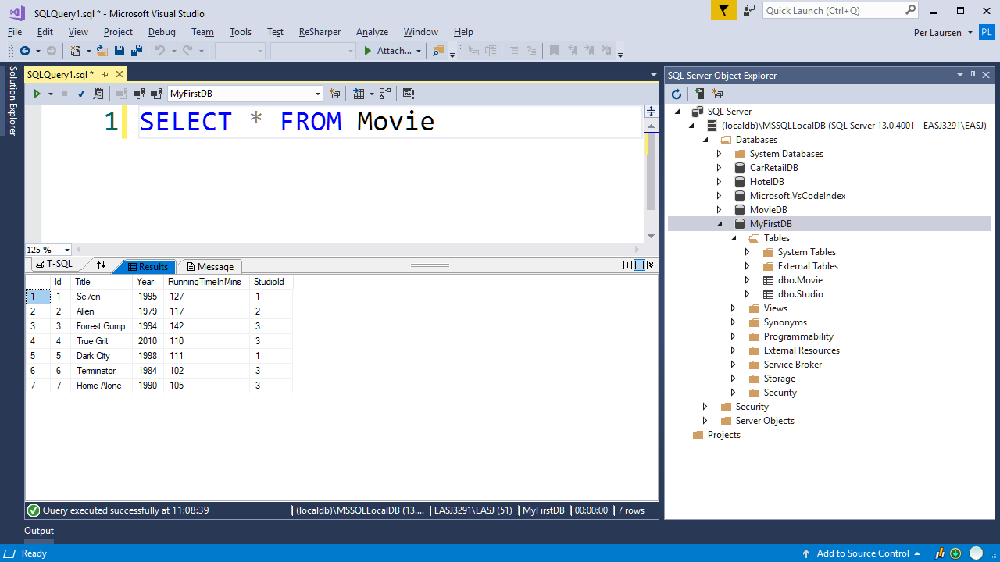 SQLQuery1.sql * - Microsoft Visual Studio
Quick Launch (Ctrl+Q)
File Edit View Project Debug Team Tools Test ReSharper Analyze Window Help
Per Laursen PL
Attach...
Solution Explorer
SQLQuery1.sql *
MyFirstDB
1 SELECT * FROM Movie
125 %
T-SQL Results Message
Id Title Year RunningTimeInMins StudioId
1 1 Se7en 1995 127 1
2 2 Alien 1979 117 2
3 3 Forrest Gump 1994 142 3
4 4 True Grit 2010 110 3
5 5 Dark City 1998 111 1
6 6 Terminator 1984 102 3
7 7 Home Alone 1990 105 3
Query executed successfully at 11:08:39 (localdb)\MSSQLLocalDB (13.... EASJ3291\EASJ (51) MyFirstDB 00:00:00 7 rows
SQL Server Object Explorer
SQL Server
(localdb)\MSSQLLocalDB (SQL Server 13.0.4001 - EASJ3291\EASJ)
Databases
System Databases
CarRetailDB
HotelDB
Microsoft.VsCodeIndex
MovieDB
MyFirstDB
Tables
System Tables
External Tables
dbo.Movie
dbo.Studio
Views
Synonyms
Programmability
External Resources
Service Broker
Storage
Security
Security
Server Objects
Projects
Output
Ready
Add to Source Control